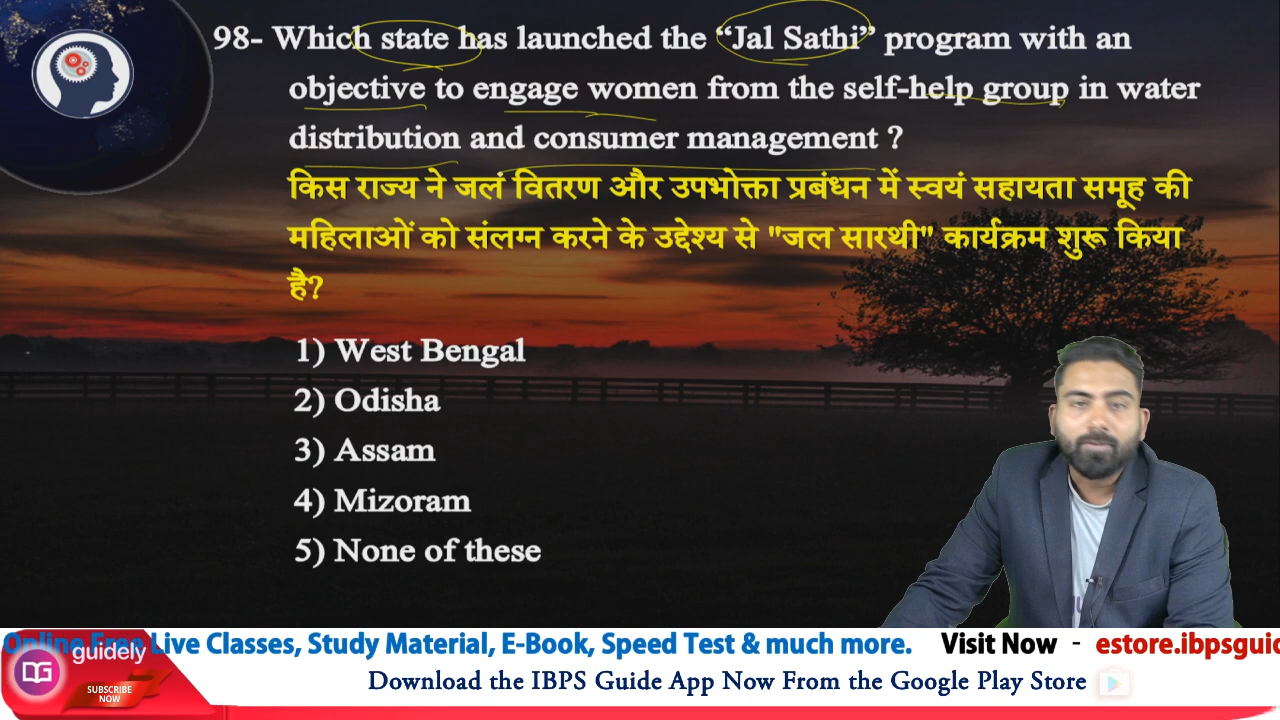 98- Which state has launched the “Jal Sathi” program with an
objective to engage women from the self-help group in water
distribution and consumer management ?
किस राज्य ने जल वितरण और उपभोक्ता प्रबंधन में स्वयं सहायता समूह की
महिलाओं को संलग्न करने के उद्देश्य से "जल सारथी" कार्यक्रम शुरू किया
है?
1) West Bengal
2) Odisha
3) Assam
4) Mizoram
5) None of these
Online Free Live Classes, Study Material, E-Book, Speed Test & much more. Visit Now - estore.ibpsguid
guidely
SUBSCRIBE
NOW
Download the IBPS Guide App Now From the Google Play Store